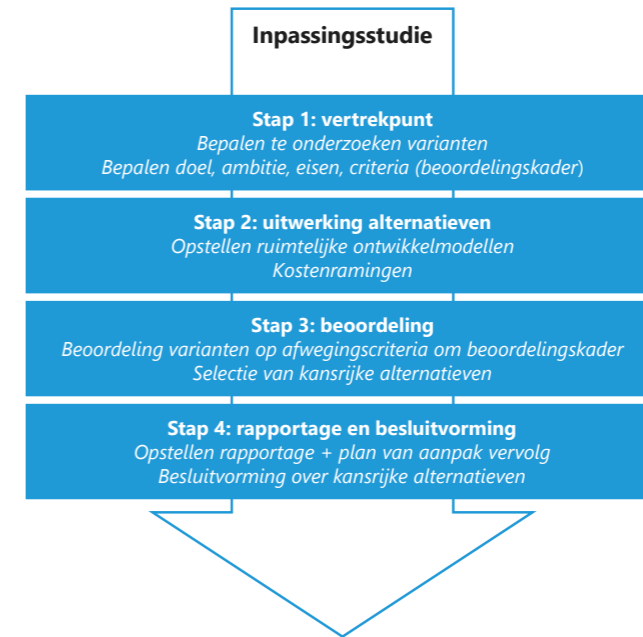 Inpassingsstudie
Stap 1: vertrekpunt
Bepalen te onderzoeken varianten
Bepalen doel, ambitie, eisen, criteria (beoordelingskader)
Stap 2: uitwerking alternatieven
Opstellen ruimtelijke ontwikkelmodellen
Kostenramingen
Stap 3: beoordeling
Beoordeling varianten op afwegingscriteria om beoordelingskader
Selectie van kansrijke alternatieven
Stap 4: rapportage en besluitvorming
Opstellen rapportage + plan van aanpak vervolg
Besluitvorming over kansrijke alternatieven